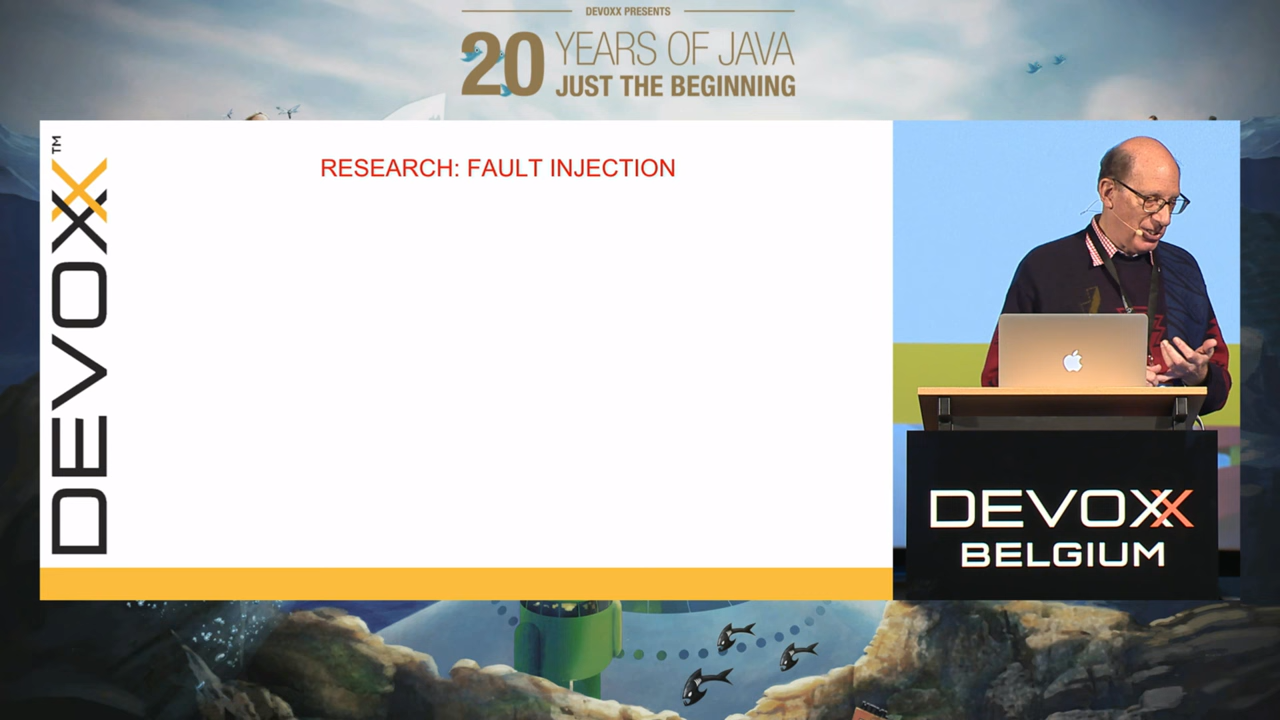 DEVOXX PRESENTS
20 YEARS OF JAVA
JUST THE BEGINNING
DEVOXX™
RESEARCH: FAULT INJECTION
DEVOXX
BELGIUM